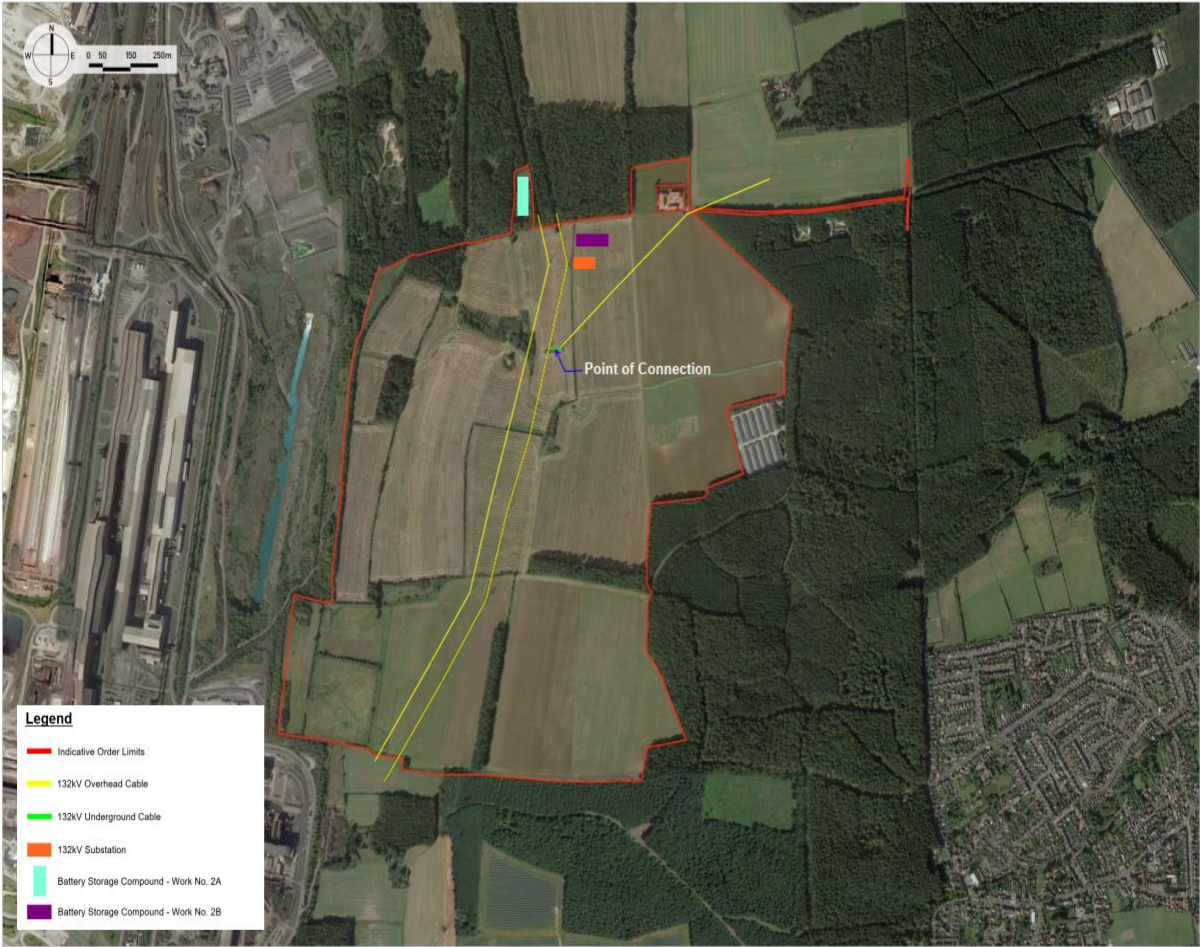 N
W E
S
0 50 150 250m
Point of Connection
Legend
Indicative Order Limits
132kV Overhead Cable
132kV Underground Cable
132kV Substation
Battery Storage Compound - Work No. 2A
Battery Storage Compound - Work No. 2B